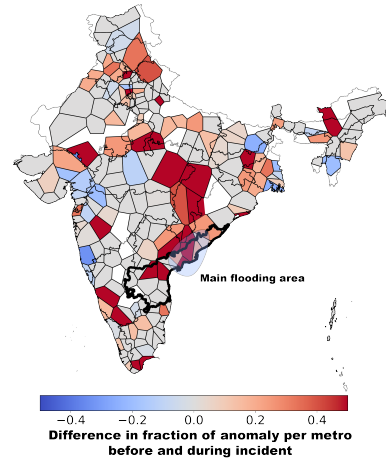 Main flooding area
−0.4 −0.2 0.0 0.2 0.4
Difference in fraction of anomaly per metro
before and during incident